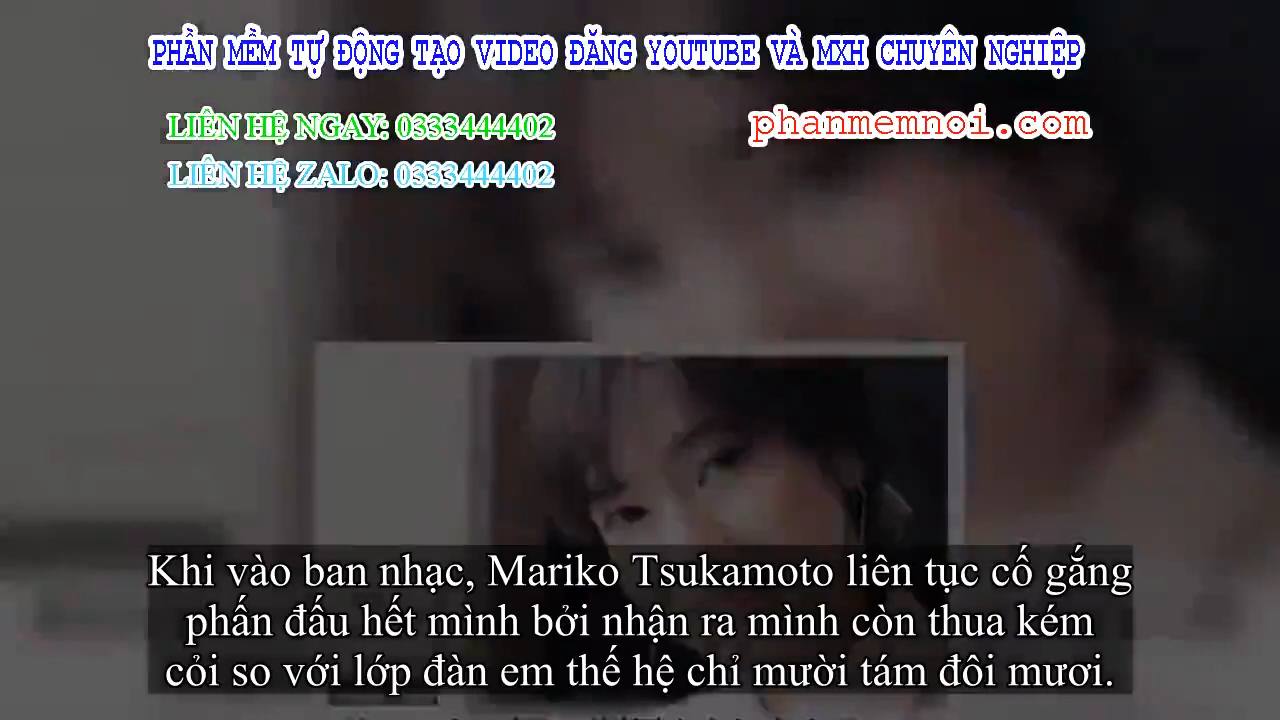 PHẦN MỀM TỰ ĐỘNG TẠO VIDEO ĐĂNG YOUTUBE VÀ MXH CHUYÊN NGHIỆP
LIÊN HỆ NGAY: 0333444402
phanmemnoi.com
LIÊN HỆ ZALO: 0333444402
Khi vào ban nhạc, Mariko Tsukamoto liên tục cố gắng
phấn đấu hết mình bởi nhận ra mình còn thua kém
cỏi so với lớp đàn em thế hệ chỉ mười tám đôi mươi.